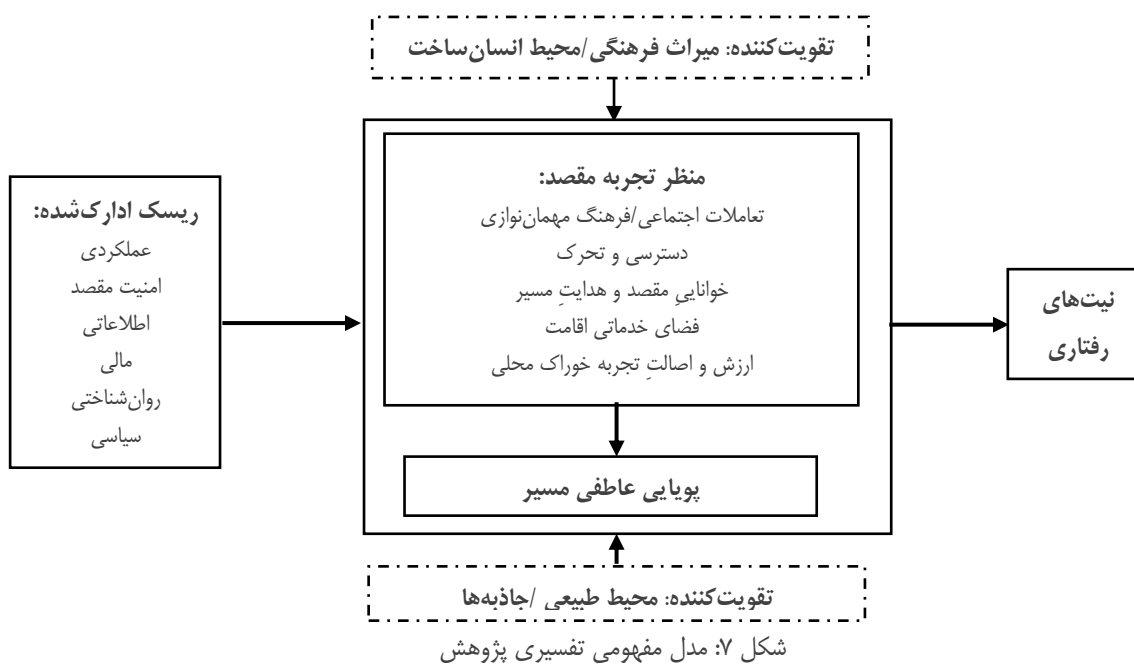 تقویت‌کننده: میراث فرهنگی/محیط انسان‌ساخت
ریسک ادارک‌شده:
عملکردی
امنیت مقصد
اطلاعاتی
مالی
روان‌شناختی
سیاسی
منظر تجربه مقصد:
تعاملات اجتماعی/فرهنگ مهمان‌نوازی
دسترسی و تحرک
خواناییِ مقصد و هدایتِ مسیر
فضای خدماتی اقامت
ارزش و اصالتِ تجربه خوراک محلی
پویایی عاطفی مسیر
نیت‌های
رفتاری
تقویت‌کننده: محیط طبیعی /جاذبه‌ها
شکل ۷: مدل مفهومی تفسیری پژوهش